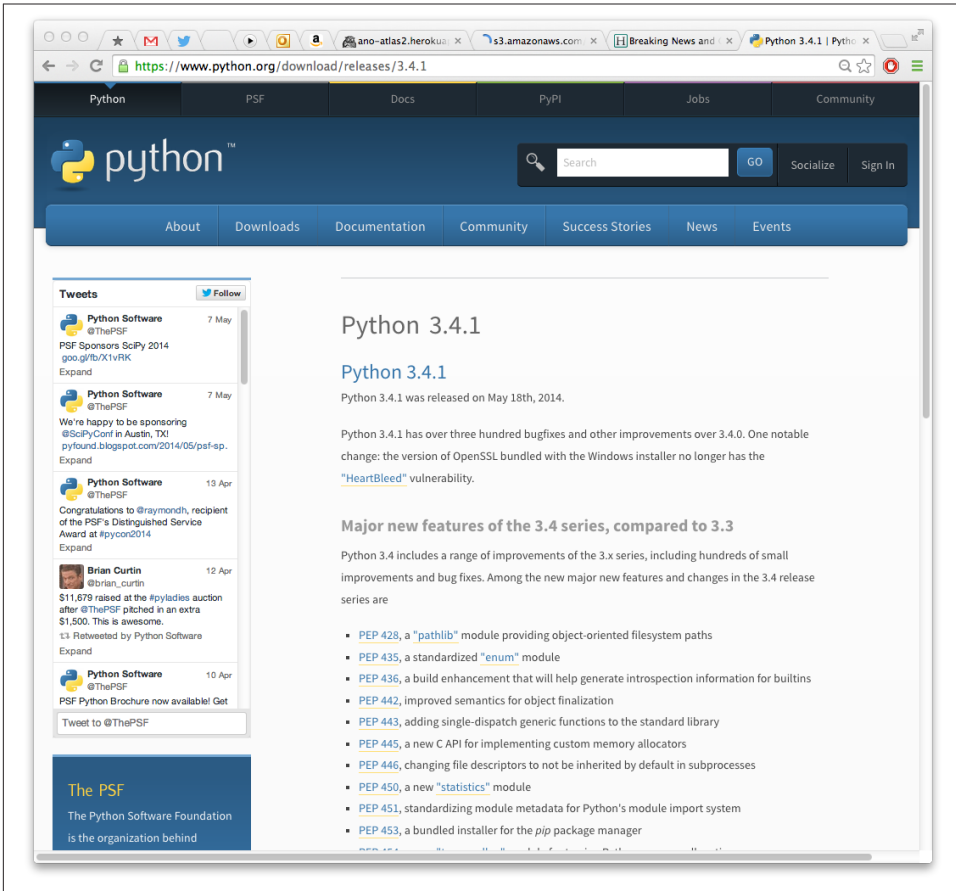 ano-atlas2.herokua
s3.amazonaws.com
Breaking News and
Python 3.4.1 | Pytho
https://www.python.org/download/releases/3.4.1
Python PSF Docs PyPI Jobs Community
python™
Search GO Socialize Sign In
About Downloads Documentation Community Success Stories News Events
Tweets Follow
Python Software 7 May
@ThePSF
PSF Sponsors SciPy 2014
goo.gl/fb/X1vRK
Expand
Python Software 7 May
@ThePSF
We're happy to be sponsoring
@SciPyConf in Austin, TX!
pyfound.blogspot.com/2014/05/psf-sp.
Expand
Python Software 13 Apr
@ThePSF
Congratulations to @raymondh, recipient
of the PSF's Distinguished Service
Award at #pycon2014
Expand
Brian Curtin 12 Apr
@brian_curtin
$11,679 raised at the #pyladies auction
after @ThePSF pitched in an extra
$1,500. This is awesome.
Retweeted by Python Software
Expand
Python Software 10 Apr
@ThePSF
PSF Python Brochure now available! Get
Tweet to @ThePSF
The PSF
The Python Software Foundation
is the organization behind
Python 3.4.1
Python 3.4.1
Python 3.4.1 was released on May 18th, 2014.
Python 3.4.1 has over three hundred bugfixes and other improvements over 3.4.0. One notable
change: the version of OpenSSL bundled with the Windows installer no longer has the
"HeartBleed" vulnerability.
Major new features of the 3.4 series, compared to 3.3
Python 3.4 includes a range of improvements of the 3.x series, including hundreds of small
improvements and bug fixes. Among the new major new features and changes in the 3.4 release
series are
PEP 428, a "pathlib" module providing object-oriented filesystem paths
PEP 435, a standardized "enum" module
PEP 436, a build enhancement that will help generate introspection information for builtins
PEP 442, improved semantics for object finalization
PEP 443, adding single-dispatch generic functions to the standard library
PEP 445, a new C API for implementing custom memory allocators
PEP 446, changing file descriptors to not be inherited by default in subprocesses
PEP 450, a new "statistics" module
PEP 451, standardizing module metadata for Python's module import system
PEP 453, a bundled installer for the pip package manager